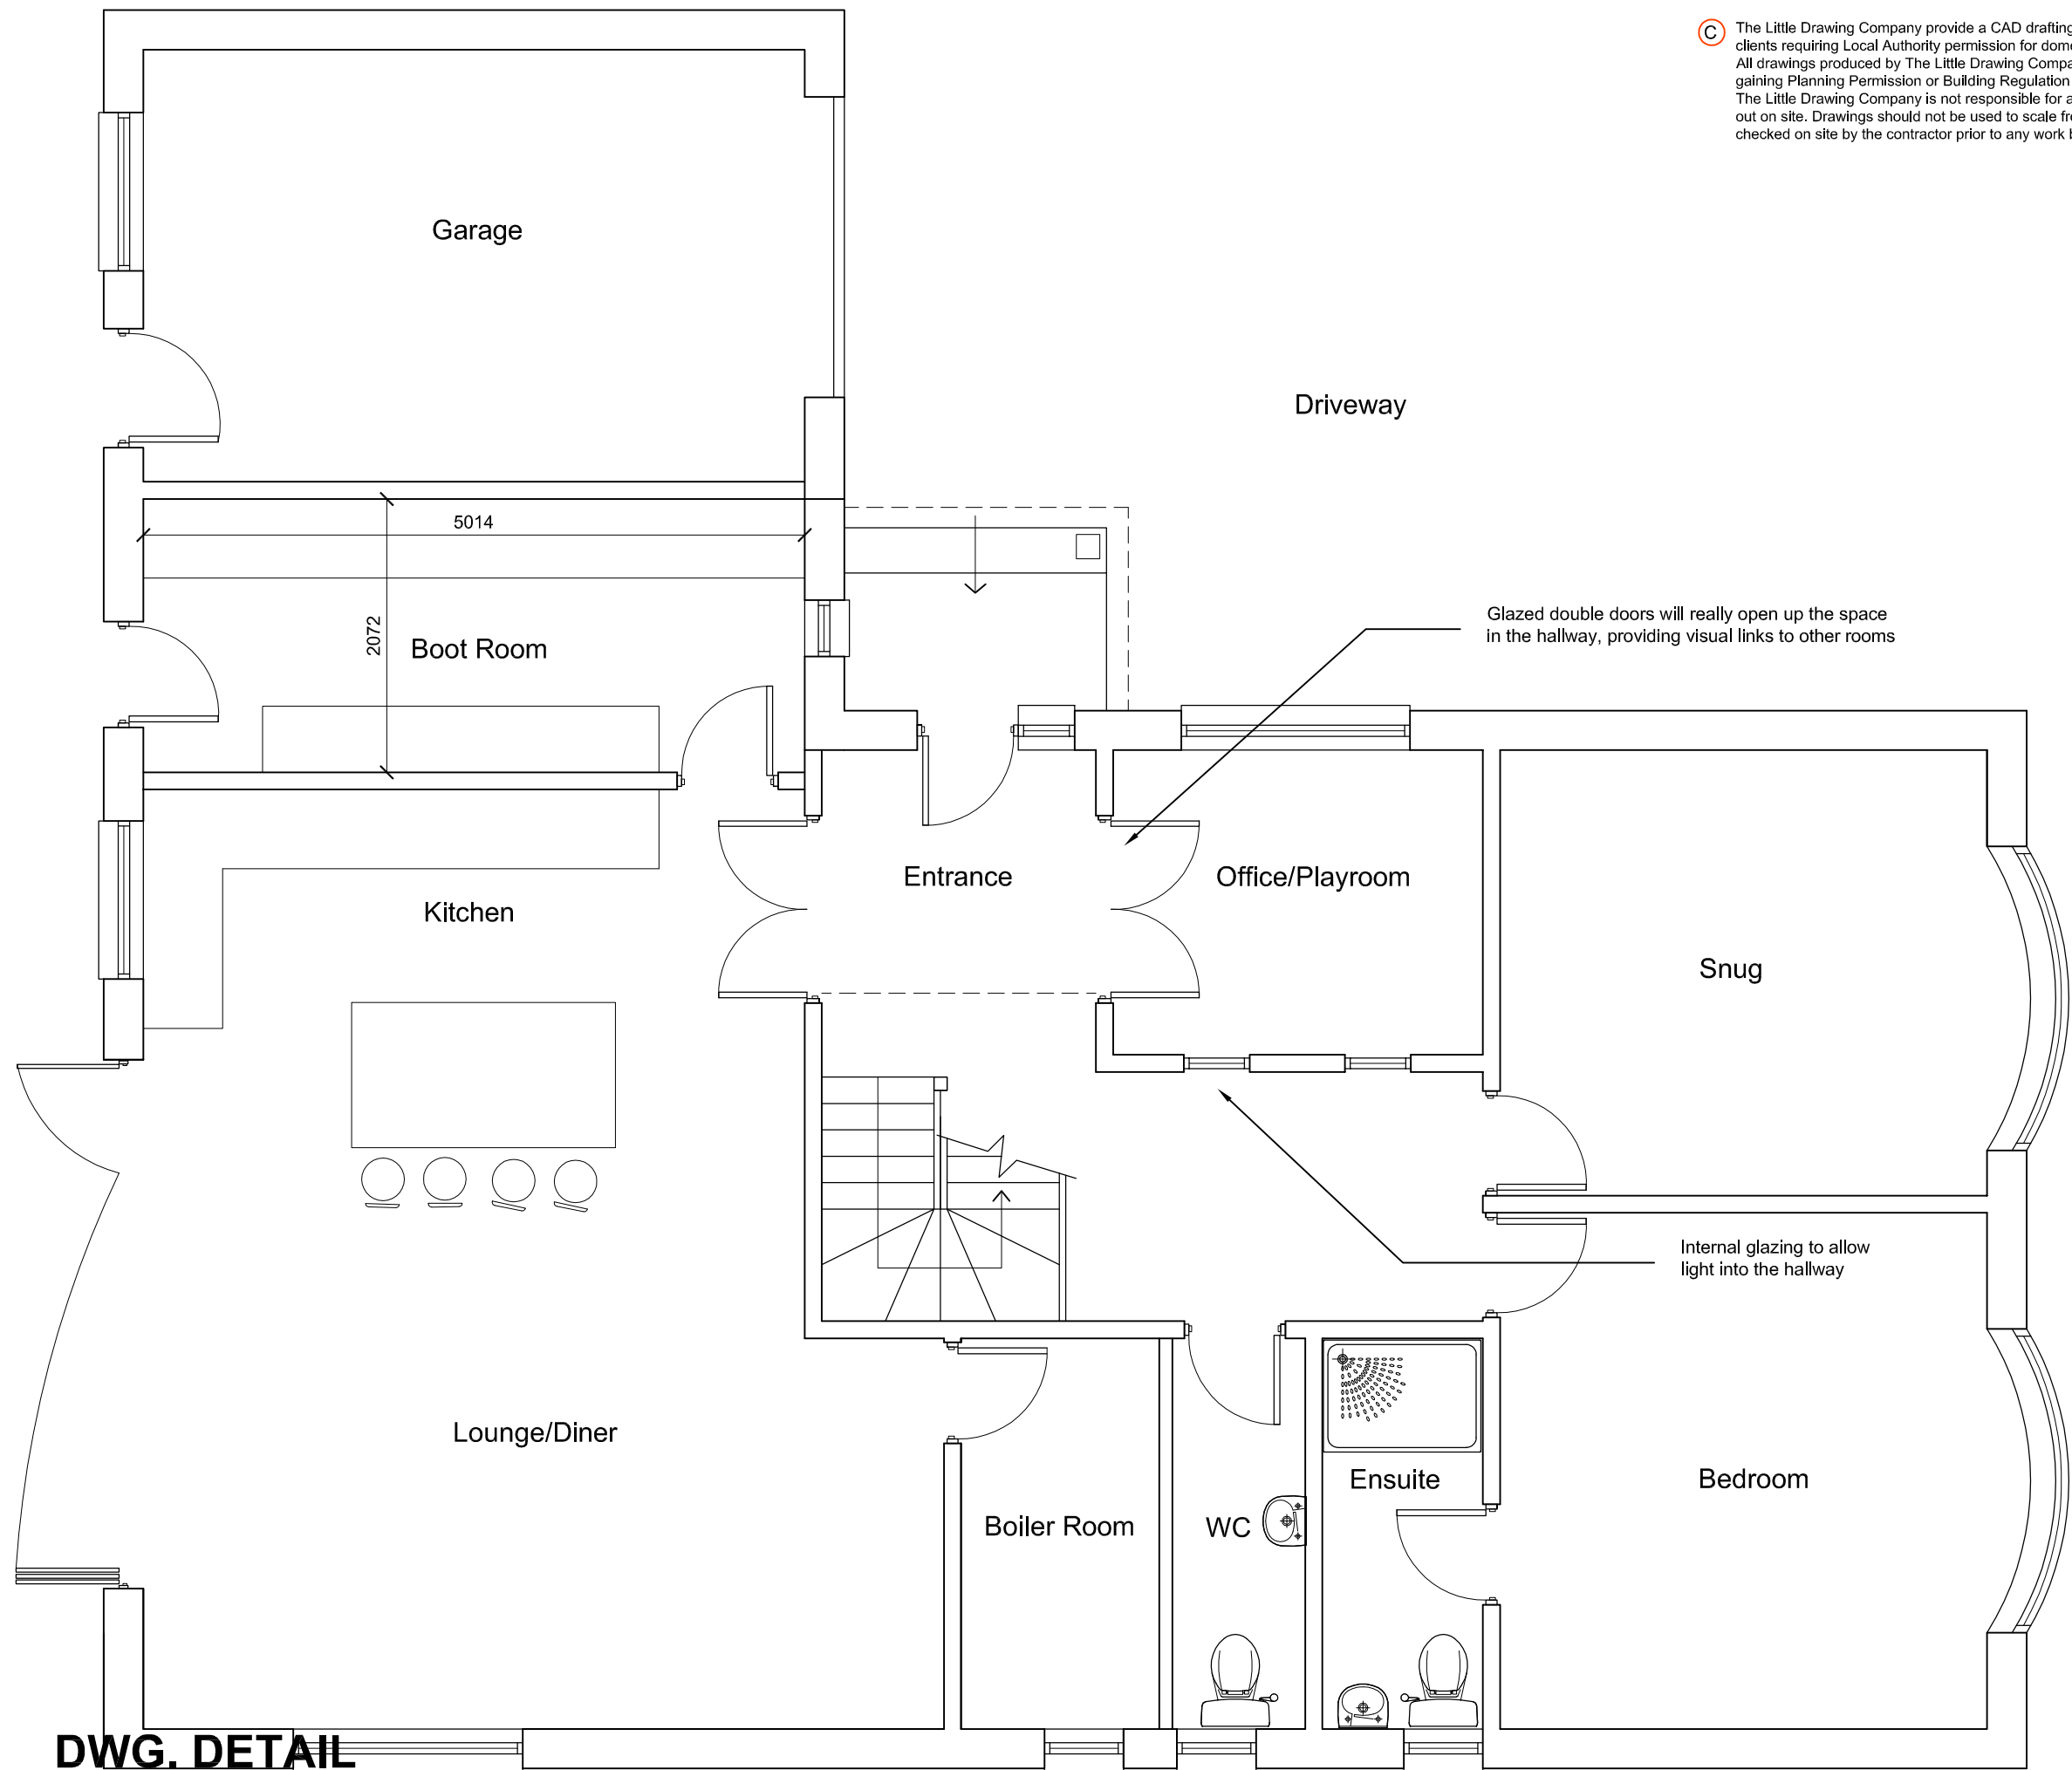 C
The Little Drawing Company provide a CAD drafting
clients requiring Local Authority permission for dom
All drawings produced by The Little Drawing Compa
gaining Planning Permission or Building Regulation
The Little Drawing Company is not responsible for a
out on site. Drawings should not be used to scale fr
checked on site by the contractor prior to any work b
Garage
Driveway
5014
2072
Boot Room
Glazed double doors will really open up the space
in the hallway, providing visual links to other rooms
Entrance
Office/Playroom
Kitchen
Snug
Internal glazing to allow
light into the hallway
Lounge/Diner
Ensuite
Bedroom
Boiler Room
WC
DWG. DETAIL